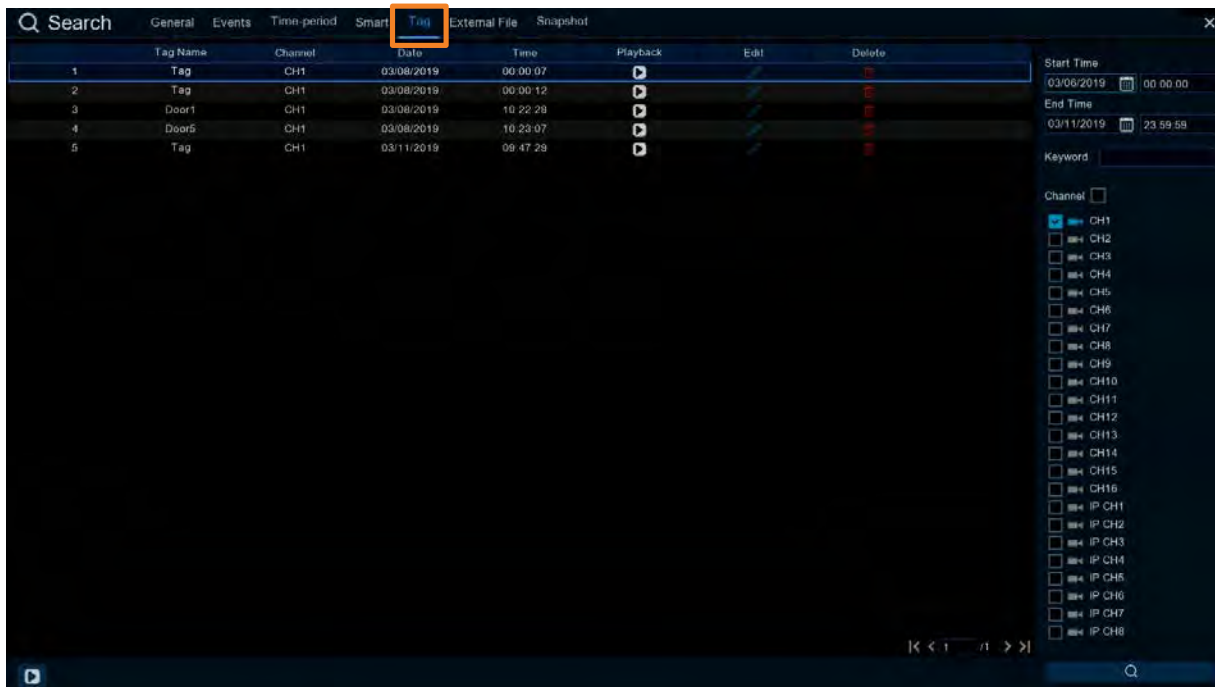 Search General Events Time-period Smart Tag External File Snapshot
Tag Name Channel Date Time Playback Edit Delete
1 Tag CH1 03/08/2019 00:00:07
2 Tag CH1 03/08/2019 00:00:12
3 Door1 CH1 03/08/2019 10:22:28
4 Door5 CH1 03/08/2019 10:23:07
5 Tag CH1 03/11/2019 09:47:29
1 /1
Start Time
03/06/2019 00:00:00
End Time
03/11/2019 23:59:59
Keyword
Channel
CH1
CH2
CH3
CH4
CH5
CH6
CH7
CH8
CH9
CH10
CH11
CH12
CH13
CH14
CH15
CH16
IP CH1
IP CH2
IP CH3
IP CH4
IP CH5
IP CH6
IP CH7
IP CH8